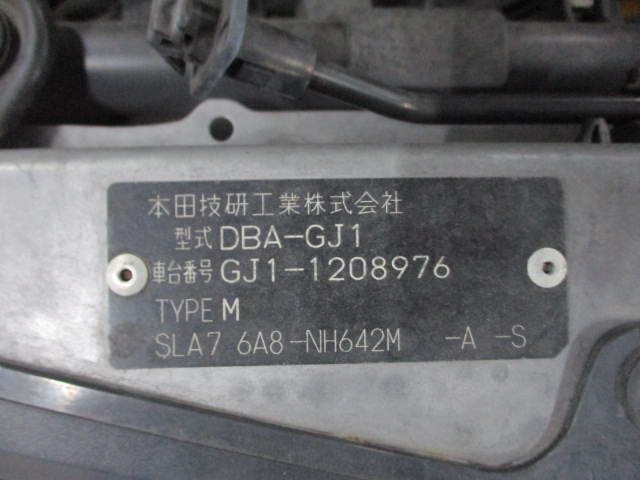 本田技研工業株式会社
型式 DBA-GJ1
車台番号 GJ1-1208976
TYPE M
SLA7 6A8-NH642M -A -S